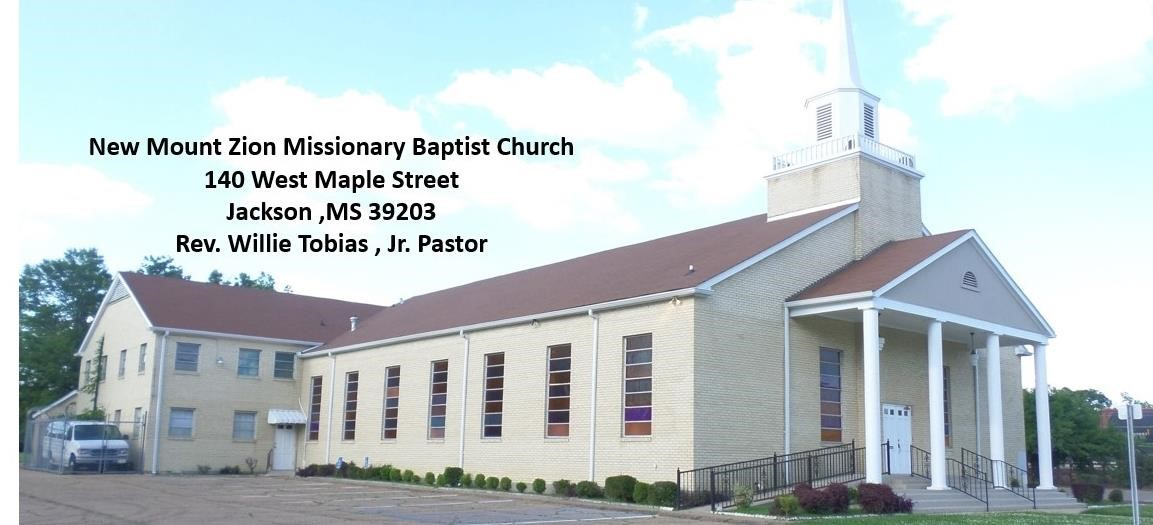 New Mount Zion Missionary Baptist Church
140 West Maple Street
Jackson ,MS 39203
Rev. Willie Tobias , Jr. Pastor